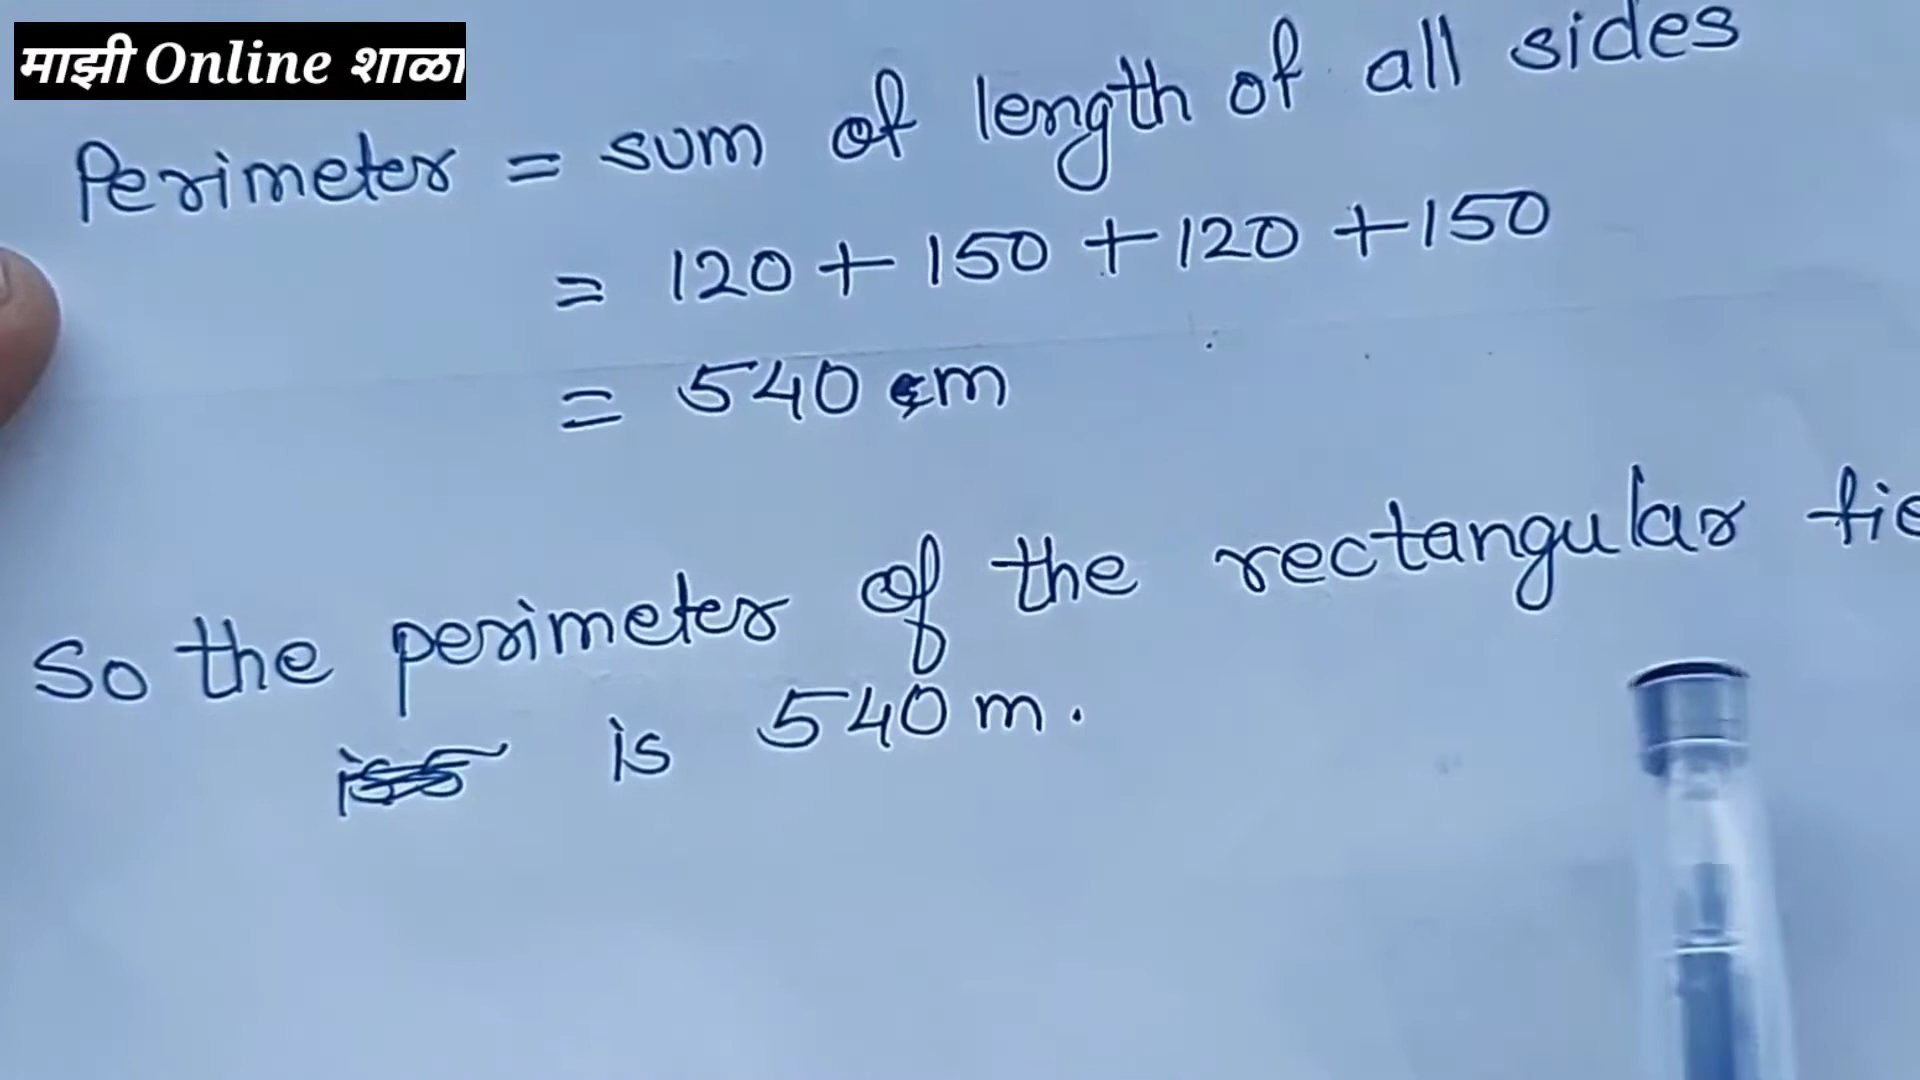 माझी Online शाळा
Perimeter = sum of length of all sides
= 120 + 150 + 120 + 150
= 540 m
So the perimeter of the rectangular fie
is 540 m.